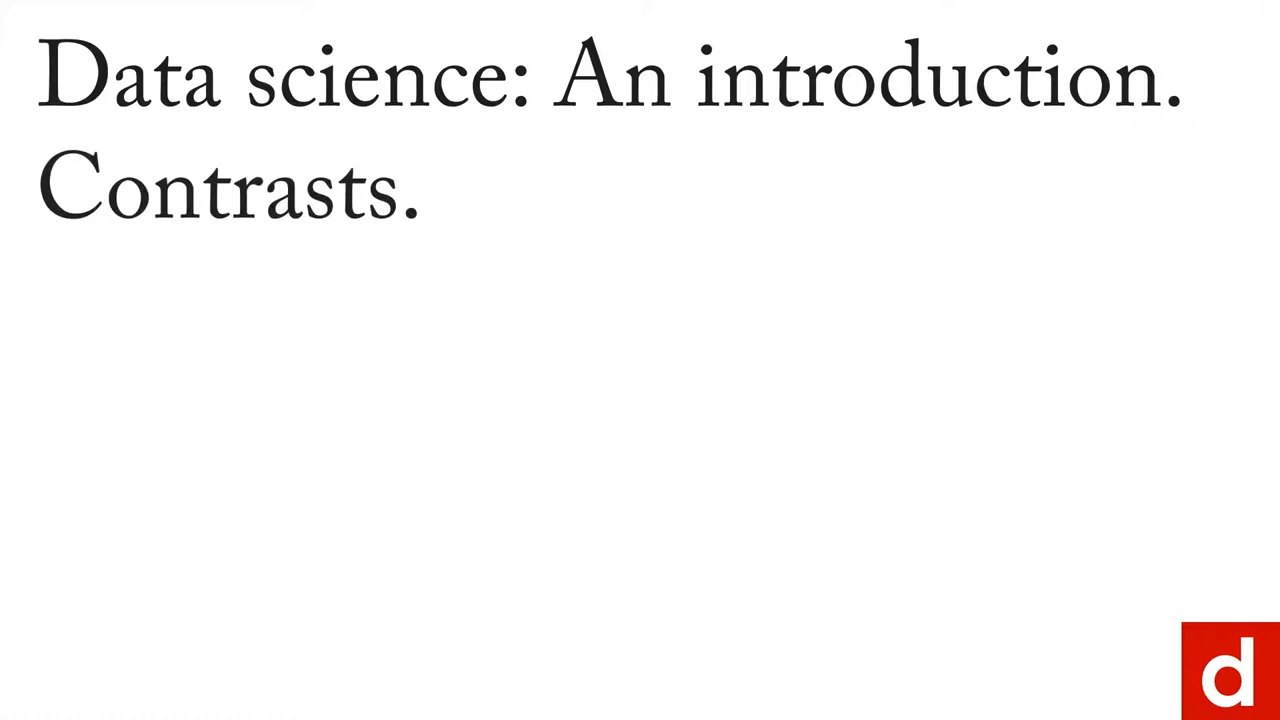 Data science: An introduction.
Contrasts.
d